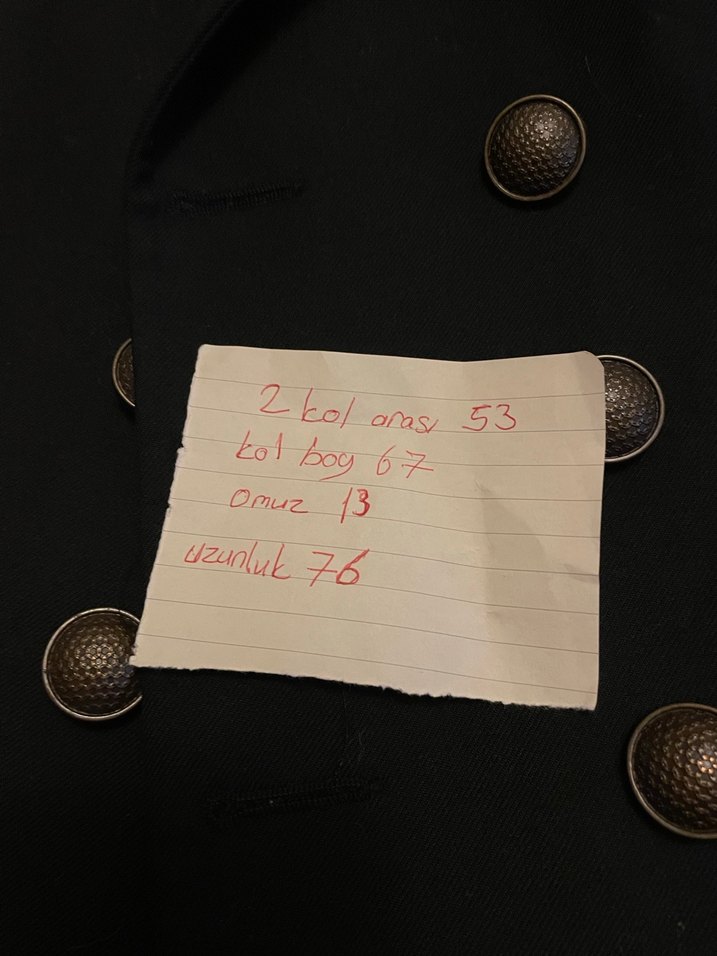 2 kol arası 53
kol boy 67
omuz 13
uzunluk 76